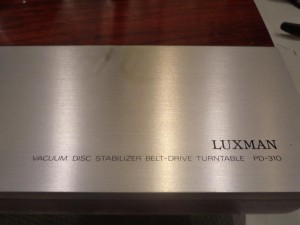 LUXMAN
VACUUM DISC STABILIZER BELT-DRIVE TURNTABLE PD-310